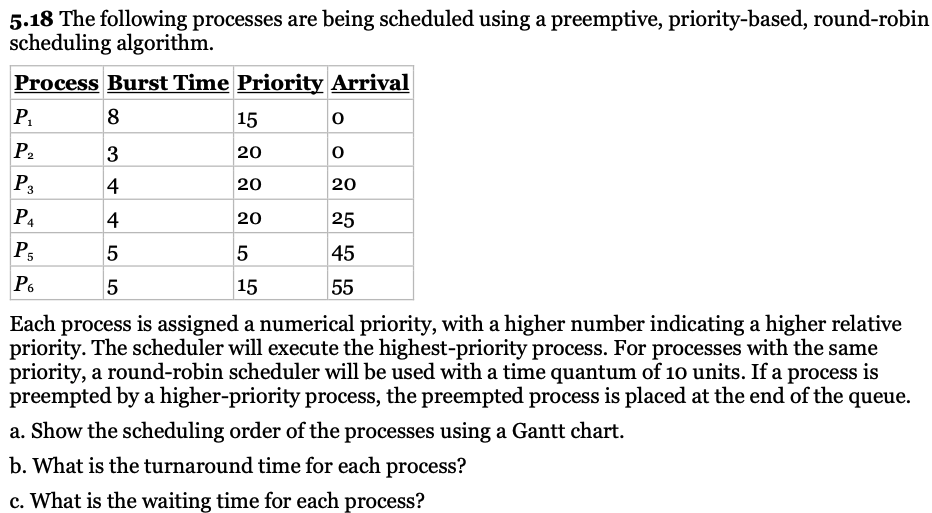 5.18 The following processes are being scheduled using a preemptive, priority-based, round-robin
scheduling algorithm.
Process Burst Time Priority Arrival
P₁ 8 15 0
P₂ 3 20 0
P₃ 4 20 20
P₄ 4 20 25
P₅ 5 5 45
P₆ 5 15 55
Each process is assigned a numerical priority, with a higher number indicating a higher relative
priority. The scheduler will execute the highest-priority process. For processes with the same
priority, a round-robin scheduler will be used with a time quantum of 10 units. If a process is
preempted by a higher-priority process, the preempted process is placed at the end of the queue.
a. Show the scheduling order of the processes using a Gantt chart.
b. What is the turnaround time for each process?
c. What is the waiting time for each process?